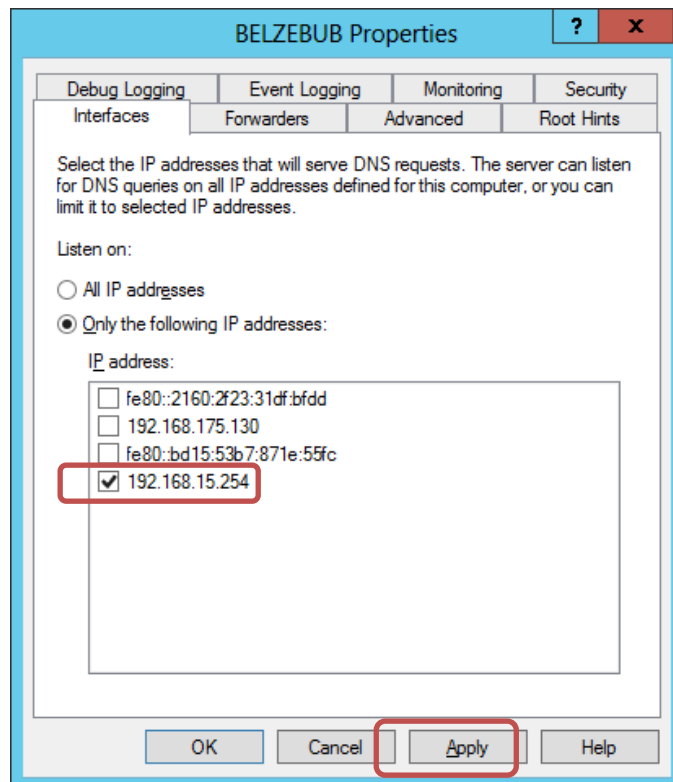 BELZEBUB Properties
? x
Debug Logging Event Logging Monitoring Security
Interfaces Forwarders Advanced Root Hints
Select the IP addresses that will serve DNS requests. The server can listen
for DNS queries on all IP addresses defined for this computer, or you can
limit it to selected IP addresses.
Listen on:
All IP addresses
Only the following IP addresses:
IP address:
fe80::2160:2f23:31df:bfdd
192.168.175.130
fe80::bd15:53b7:871e:55fc
192.168.15.254
OK Cancel Apply Help